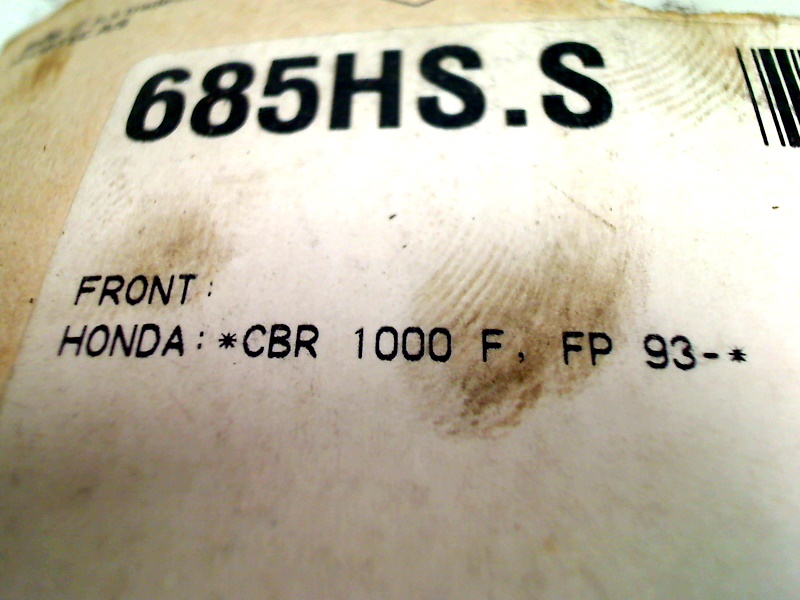 685HS.S
FRONT:
HONDA:*CBR 1000 F, FP 93-*